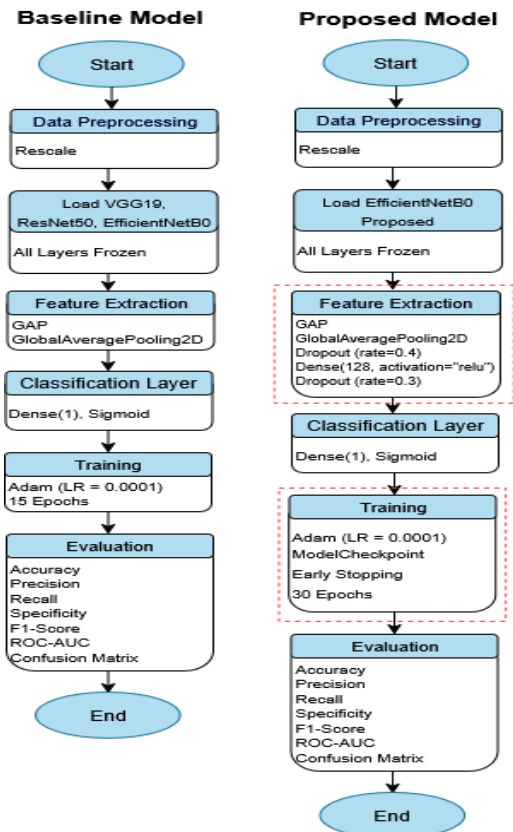 Baseline Model
Start
Data Preprocessing
Rescale
Load VGG19,
ResNet50, EfficientNetB0
All Layers Frozen
Feature Extraction
GAP
GlobalAveragePooling2D
Classification Layer
Dense(1), Sigmoid
Training
Adam (LR = 0.0001)
15 Epochs
Evaluation
Accuracy
Precision
Recall
Specificity
F1-Score
ROC-AUC
Confusion Matrix
End
Proposed Model
Start
Data Preprocessing
Rescale
Load EfficientNetB0
Proposed
All Layers Frozen
Feature Extraction
GAP
GlobalAveragePooling2D
Dropout (rate=0.4)
Dense(128, activation="relu")
Dropout (rate=0.3)
Classification Layer
Dense(1), Sigmoid
Training
Adam (LR = 0.0001)
ModelCheckpoint
Early Stopping
30 Epochs
Evaluation
Accuracy
Precision
Recall
Specificity
F1-Score
ROC-AUC
Confusion Matrix
End